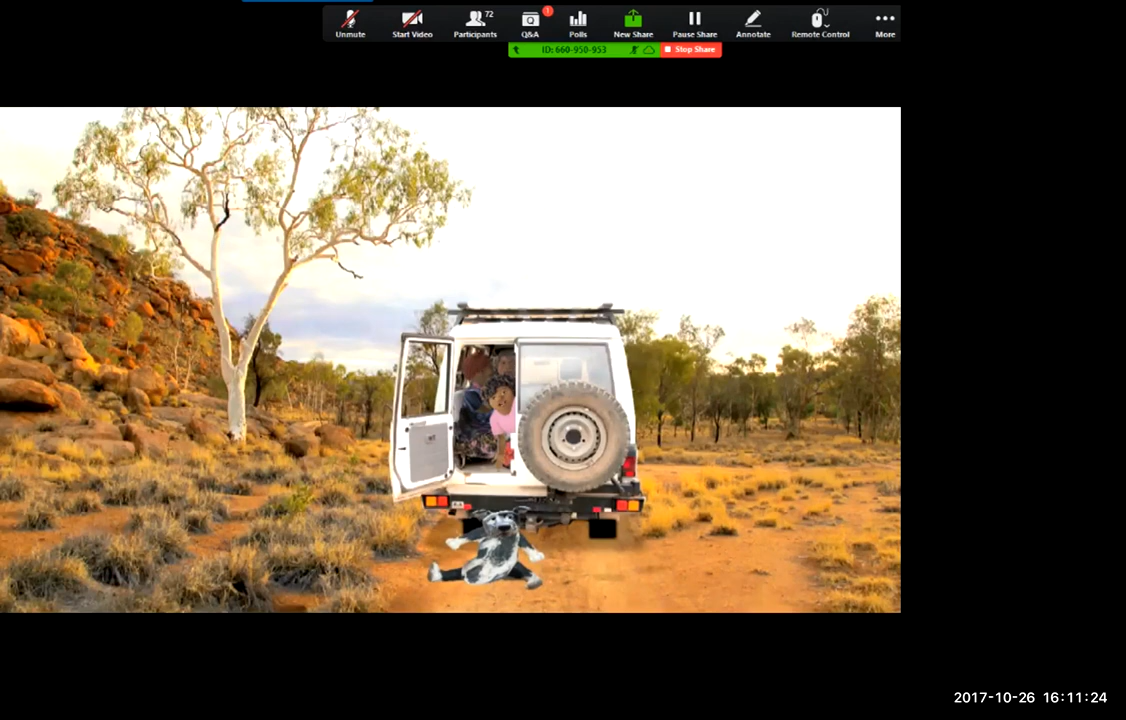 72
1
Unmute Start Video Participants Q&A Polls New Share Pause Share Annotate Remote Control More
ID: 660-950-953 Stop Share
2017-10-26 16:11:24